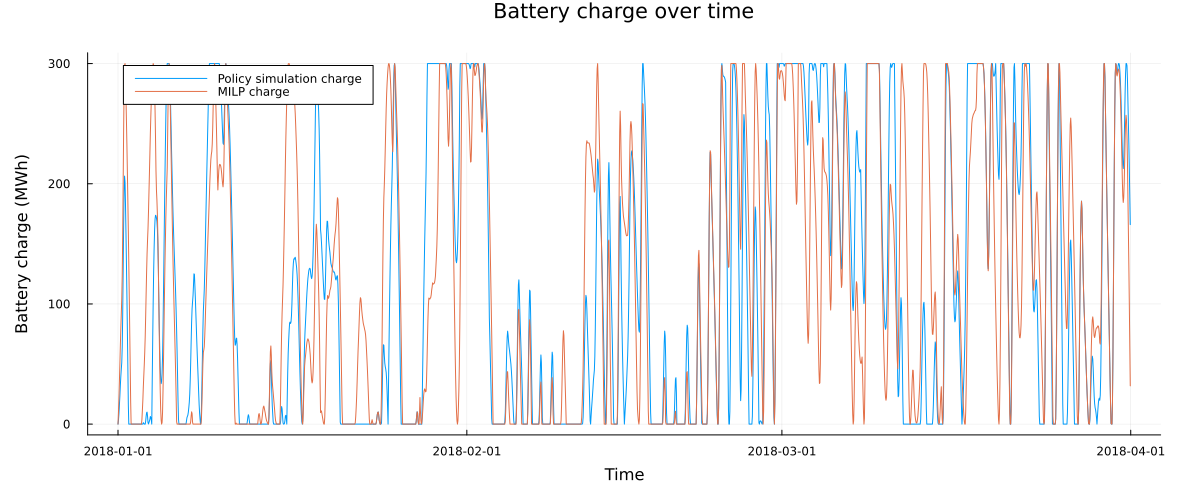 Battery charge over time
Policy simulation charge
MILP charge
Battery charge (MWh)
300
200
100
0
2018-01-01
2018-02-01
2018-03-01
2018-04-01
Time